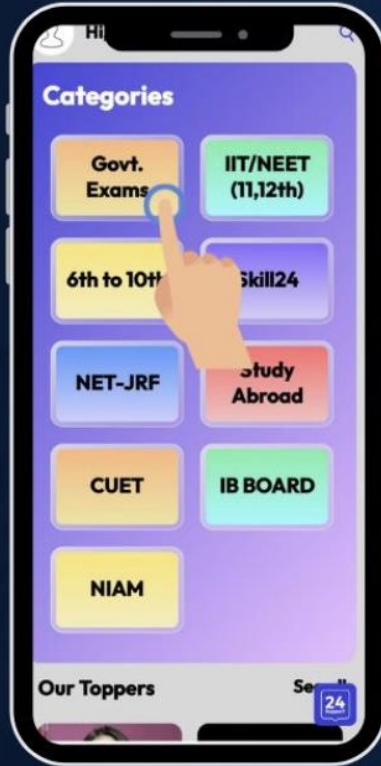 Hi
Categories
Govt.
Exams
IIT/NEET
(11,12th)
6th to 10th
Skill24
NET-JRF
Study
Abroad
CUET
IB BOARD
NIAM
Our Toppers
24